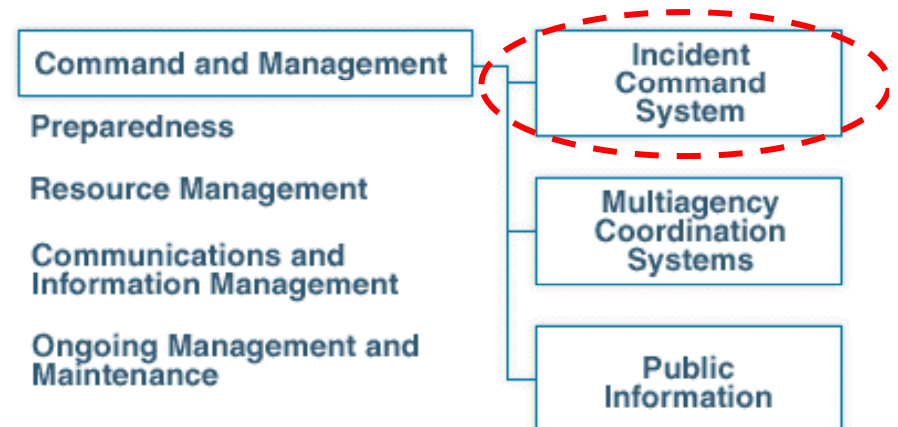 Command and Management
Preparedness
Resource Management
Communications and
Information Management
Ongoing Management and
Maintenance
Incident
Command
System
Multiagency
Coordination
Systems
Public
Information